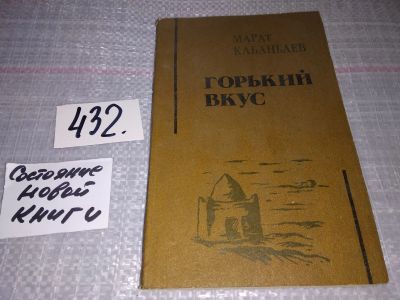 МАРАТ
КАБАНБАЕВ
ГОРЬКИЙ
ВКУС
432.
Состояние
новой
книги